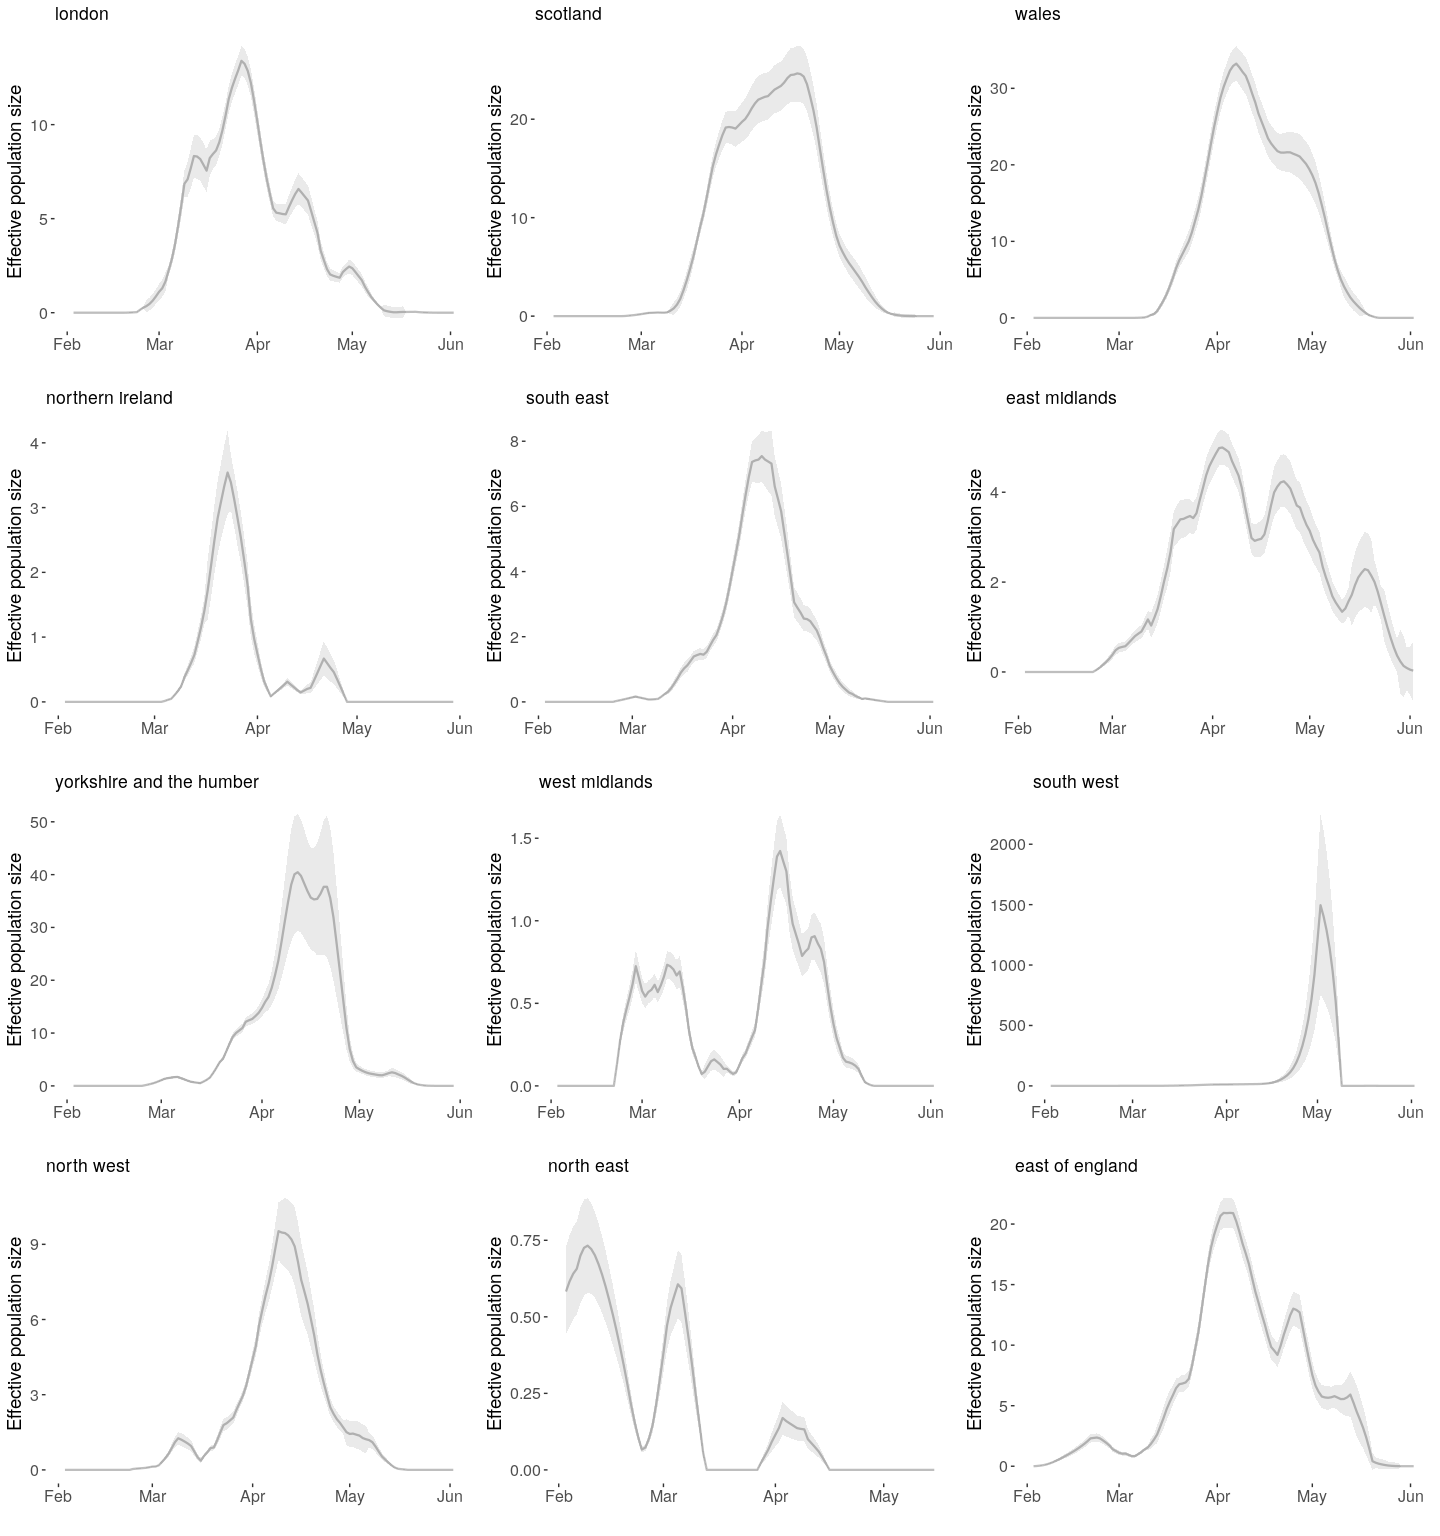 london
scotland
wales
Effective population size
10
5
0
Feb Mar Apr May Jun
Effective population size
20
10
0
Feb Mar Apr May Jun
Effective population size
30
20
10
0
Feb Mar Apr May Jun
northern ireland
south east
east midlands
Effective population size
4
3
2
1
0
Feb Mar Apr May Jun
Effective population size
8
6
4
2
0
Feb Mar Apr May Jun
Effective population size
4
2
0
Feb Mar Apr May Jun
yorkshire and the humber
west midlands
south west
Effective population size
50
40
30
20
10
0
Feb Mar Apr May Jun
Effective population size
1.5
1.0
0.5
0.0
Feb Mar Apr May Jun
Effective population size
2000
1500
1000
500
0
Feb Mar Apr May Jun
north west
north east
east of england
Effective population size
9
6
3
0
Feb Mar Apr May Jun
Effective population size
0.75
0.50
0.25
0.00
Feb Mar Apr May
Effective population size
20
15
10
5
0
Feb Mar Apr May Jun